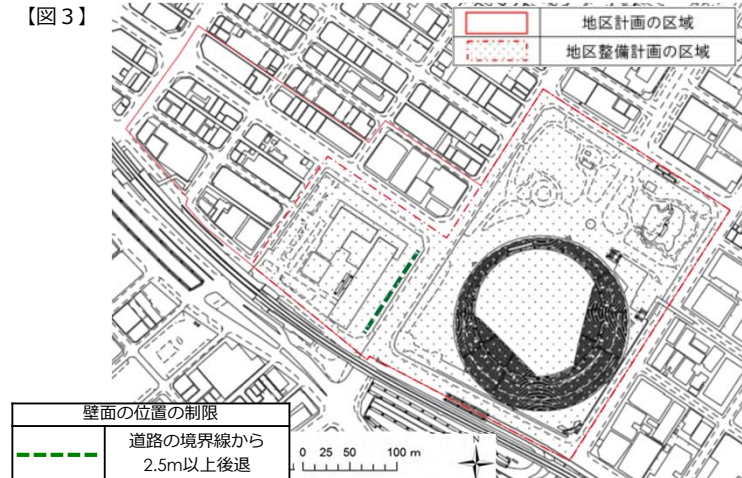 【図３】
地区計画の区域
地区整備計画の区域
壁面の位置の制限
道路の境界線から
2.5m以上後退
0 25 50 100 m
N